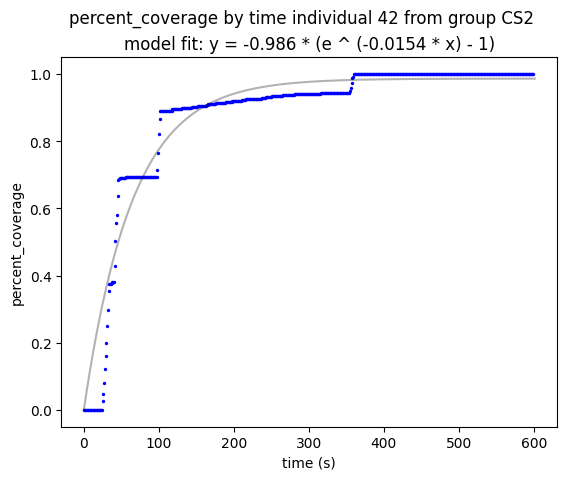 percent_coverage by time individual 42 from group CS2
model fit: y = -0.986 * (e ^ (-0.0154 * x) - 1)
1.0
0.8
0.6
0.4
0.2
0.0
percent_coverage
0 100 200 300 400 500 600
time (s)